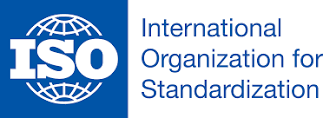 ISO
International
Organization for
Standardization